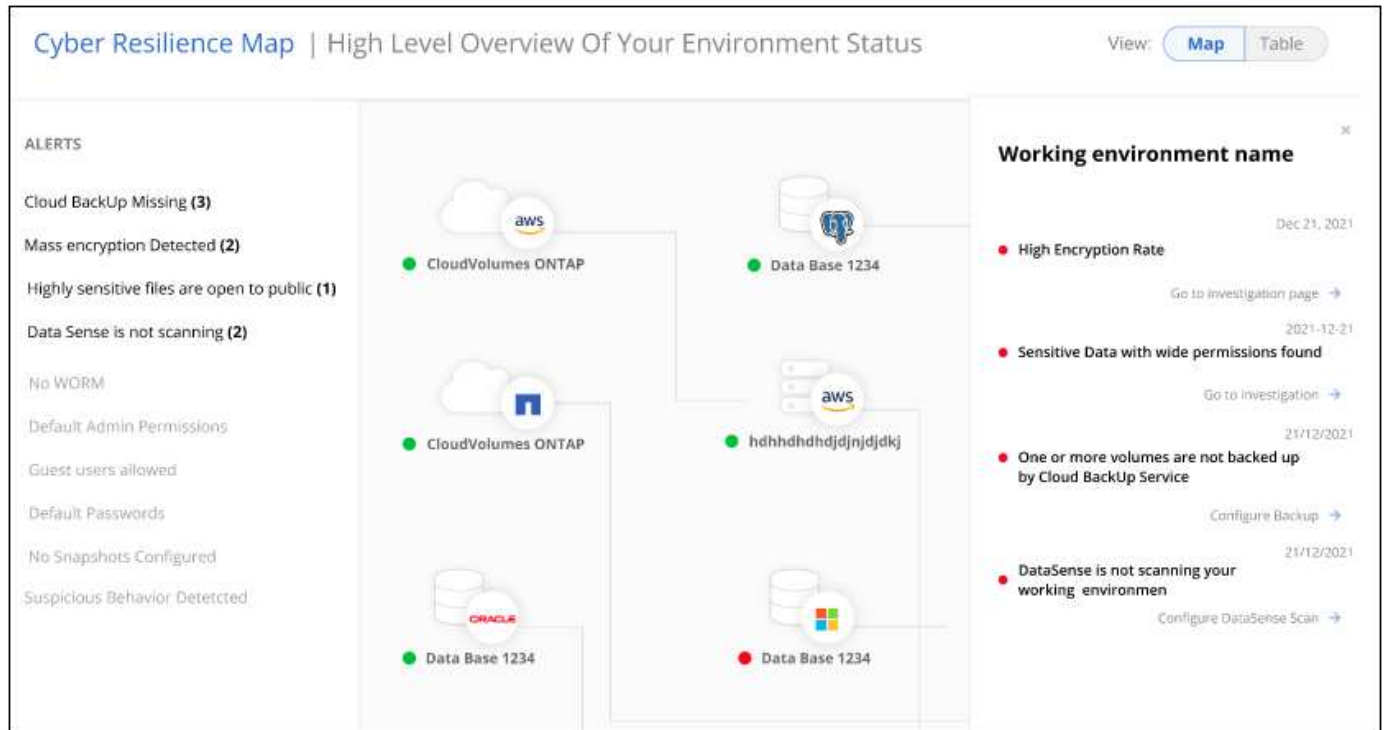 Cyber Resilience Map | High Level Overview Of Your Environment Status
View: Map Table
ALERTS
Cloud BackUp Missing (3)
Mass encryption Detected (2)
Highly sensitive files are open to public (1)
Data Sense is not scanning (2)
No WORM
Default Admin Permissions
Guest users allowed
Default Passwords
No Snapshots Configured
Suspicious Behavior Detetcted
aws
CloudVolumes ONTAP
Data Base 1234
CloudVolumes ONTAP
aws
hdhhdhdhdjdjnjdjdkj
ORACLE
Data Base 1234
Data Base 1234
Working environment name
Dec 21, 2021
High Encryption Rate
Go to investigation page
2021-12-21
Sensitive Data with wide permissions found
Go to investigation
21/12/2021
One or more volumes are not backed up
by Cloud BackUp Service
Configure Backup
21/12/2021
DataSense is not scanning your
working environmen
Configure DataSense Scan